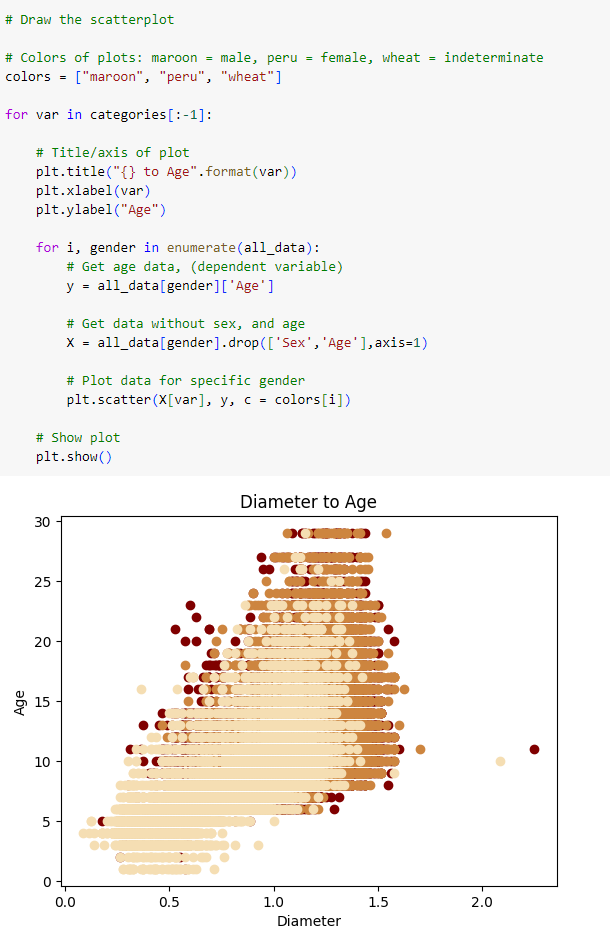 # Draw the scatterplot
# Colors of plots: maroon = male, peru = female, wheat = indeterminate
colors = ["maroon", "peru", "wheat"]
for var in categories[:-1]:
# Title/axis of plot
plt.title("{} to Age".format(var))
plt.xlabel(var)
plt.ylabel("Age")
for i, gender in enumerate(all_data):
# Get age data, (dependent variable)
y = all_data[gender]['Age']
# Get data without sex, and age
X = all_data[gender].drop(['Sex','Age'],axis=1)
# Plot data for specific gender
plt.scatter(X[var], y, c = colors[i])
# Show plot
plt.show()
Diameter to Age
30
25
20
15
10
5
0
Age
0.0 0.5 1.0 1.5 2.0
Diameter